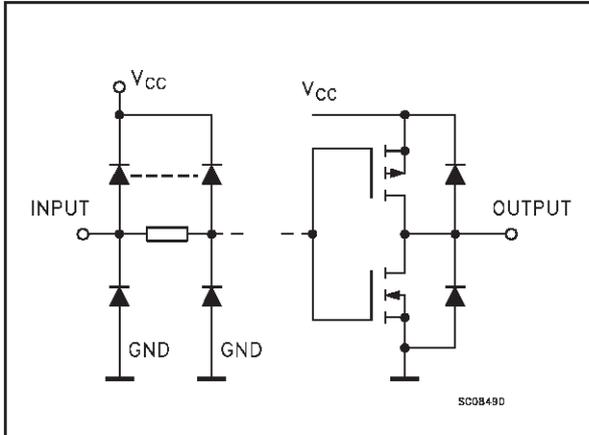 VCC
VCC
INPUT
OUTPUT
GND
GND
SC08490